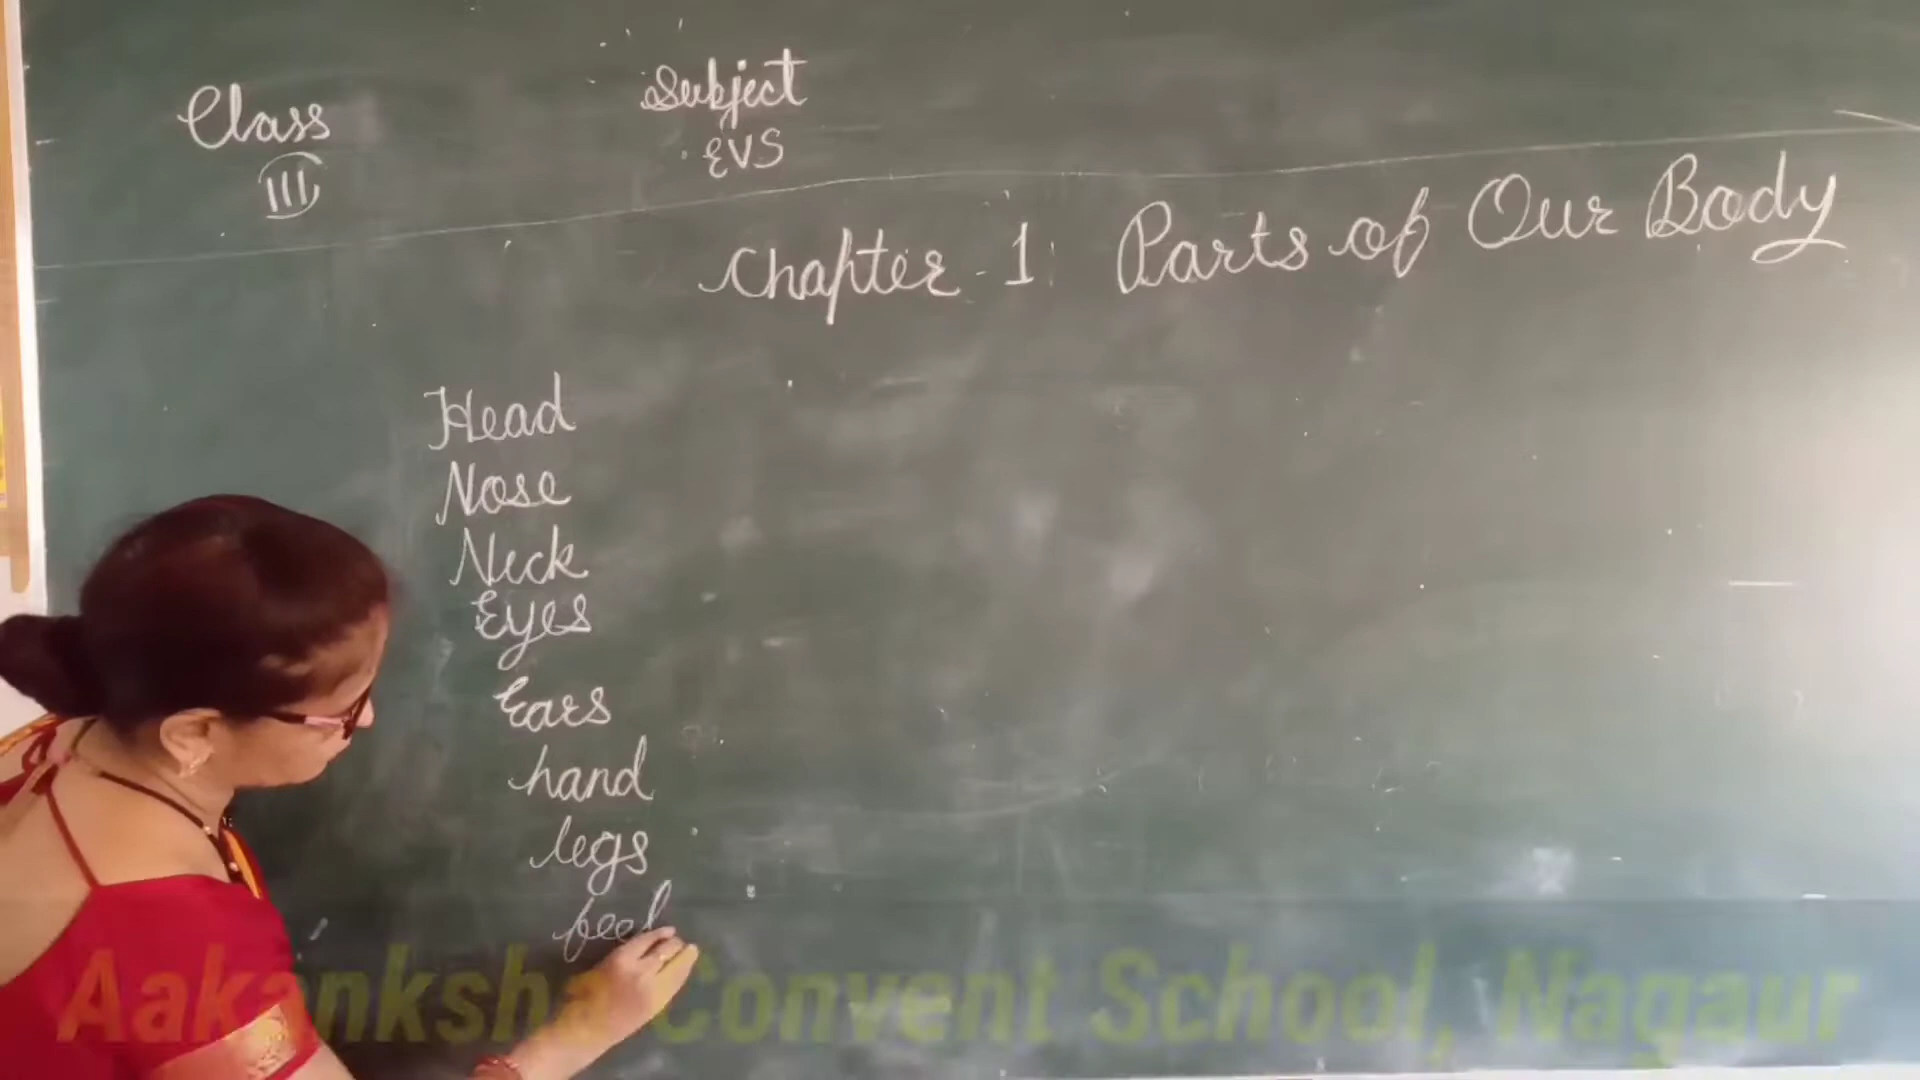 Class
III
Subject
EVS
Chapter - 1 Parts of Our Body
Head
Nose
Neck
Eyes
Ears
hand
legs
feet
Aakanksha Convent School, Nagaur